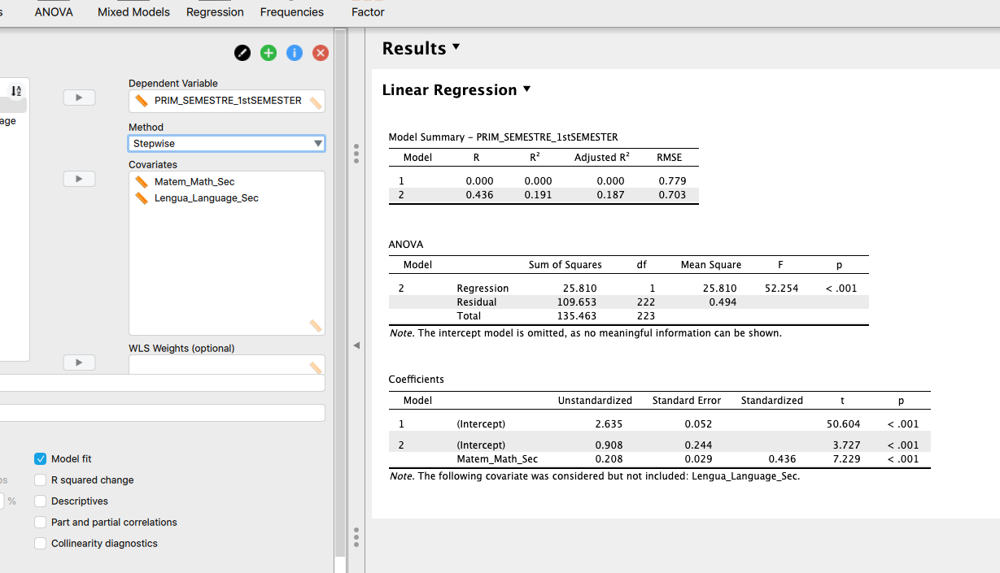 s ANOVA Mixed Models Regression Frequencies Factor
age
Dependent Variable
PRIM_SEMESTRE_1stSEMESTER
Method
Stepwise
Covariates
Matem_Math_Sec
Lengua_Language_Sec
WLS Weights (optional)
Model fit
R squared change
Descriptives
%
Part and partial correlations
Collinearity diagnostics
Results
Linear Regression
Model Summary – PRIM_SEMESTRE_1stSEMESTER
Model R R² Adjusted R² RMSE
1 0.000 0.000 0.000 0.779
2 0.436 0.191 0.187 0.703
ANOVA
Model Sum of Squares df Mean Square F p
2 Regression 25.810 1 25.810 52.254 < .001
Residual 109.653 222 0.494
Total 135.463 223
Note. The intercept model is omitted, as no meaningful information can be shown.
Coefficients
Model Unstandardized Standard Error Standardized t p
1 (Intercept) 2.635 0.052 50.604 < .001
2 (Intercept) 0.908 0.244 3.727 < .001
Matem_Math_Sec 0.208 0.029 0.436 7.229 < .001
Note. The following covariate was considered but not included: Lengua_Language_Sec.